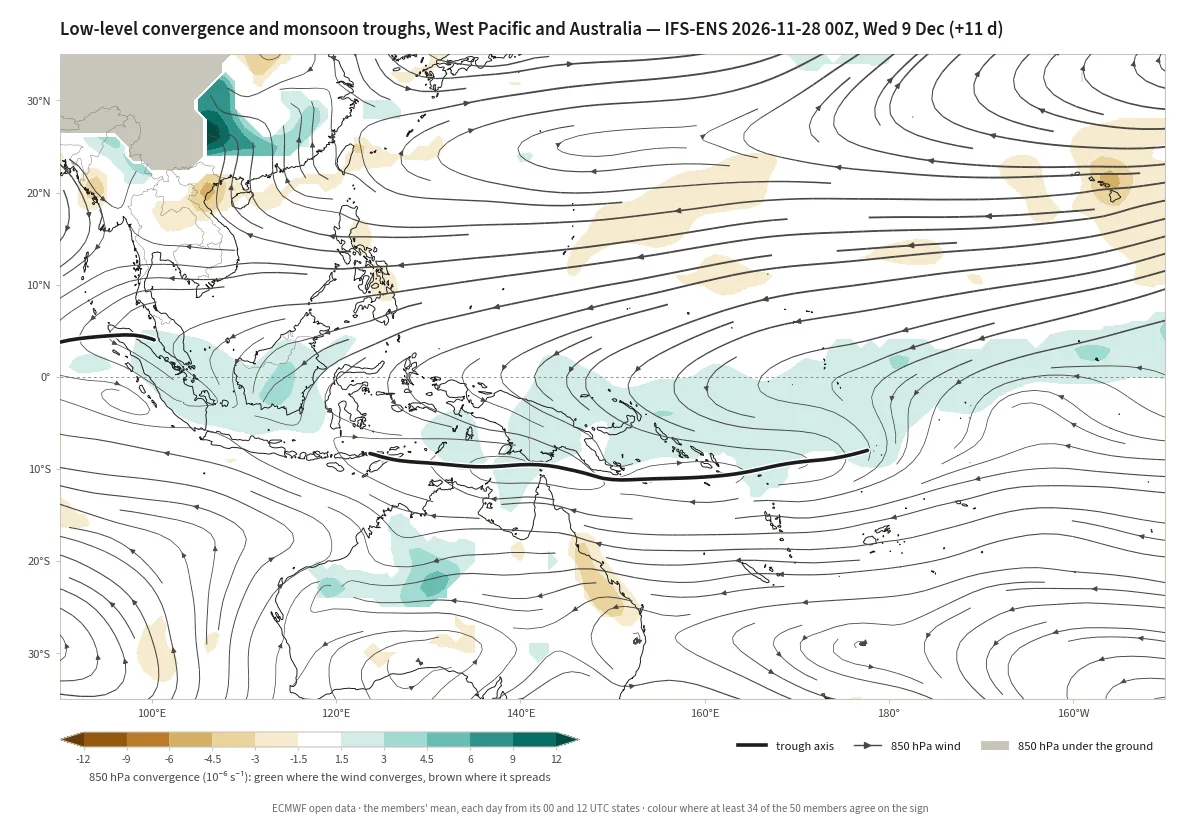 Low-level convergence and monsoon troughs, West Pacific and Australia — IFS-ENS 2026-11-28 00Z, Wed 9 Dec (+11 d)
30°N
20°N
10°N
0°
10°S
20°S
30°S
100°E
120°E
140°E
160°E
180°
160°W
-12
-9
-6
-4.5
-3
-1.5
1.5
3
4.5
6
9
12
850 hPa convergence (10⁻⁶ s⁻¹): green where the wind converges, brown where it spreads
trough axis
850 hPa wind
850 hPa under the ground
ECMWF open data · the members' mean, each day from its 00 and 12 UTC states · colour where at least 34 of the 50 members agree on the sign